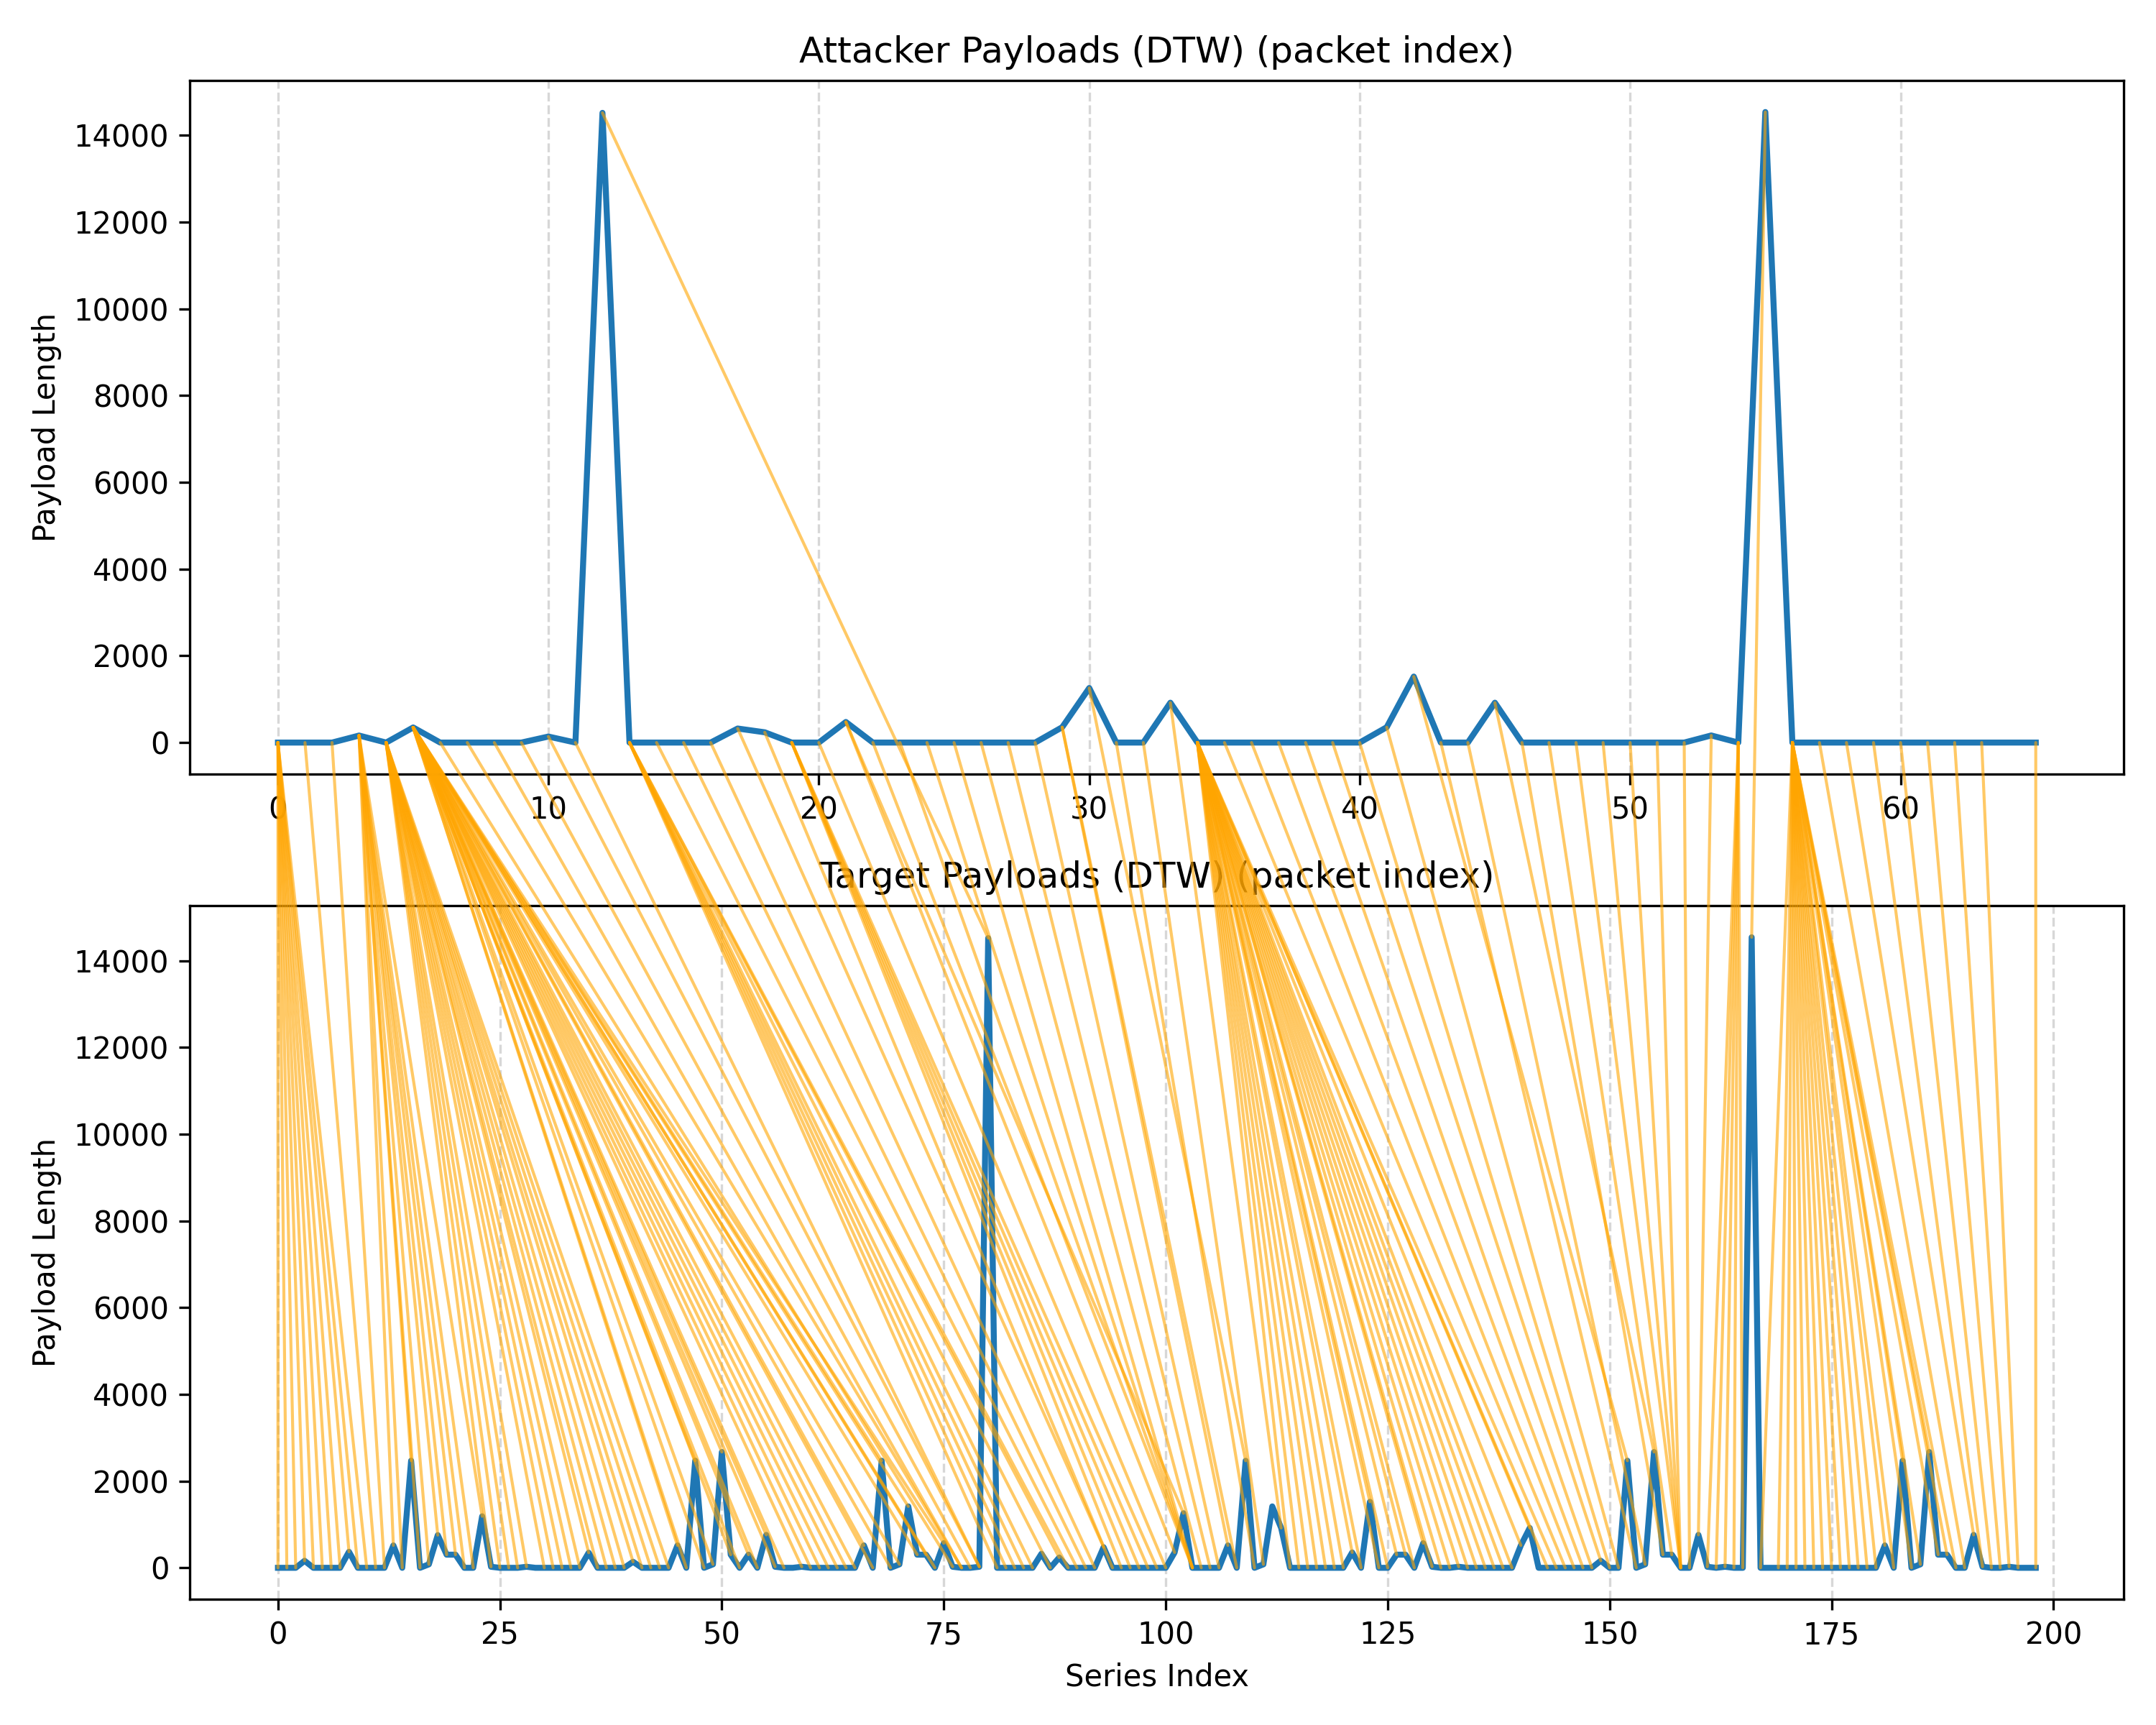 Attacker Payloads (DTW) (packet index)
Payload Length
14000
12000
10000
8000
6000
4000
2000
0
0 10 20 30 40 50 60
Target Payloads (DTW) (packet index)
Payload Length
14000
12000
10000
8000
6000
4000
2000
0
0 25 50 75 100 125 150 175 200
Series Index